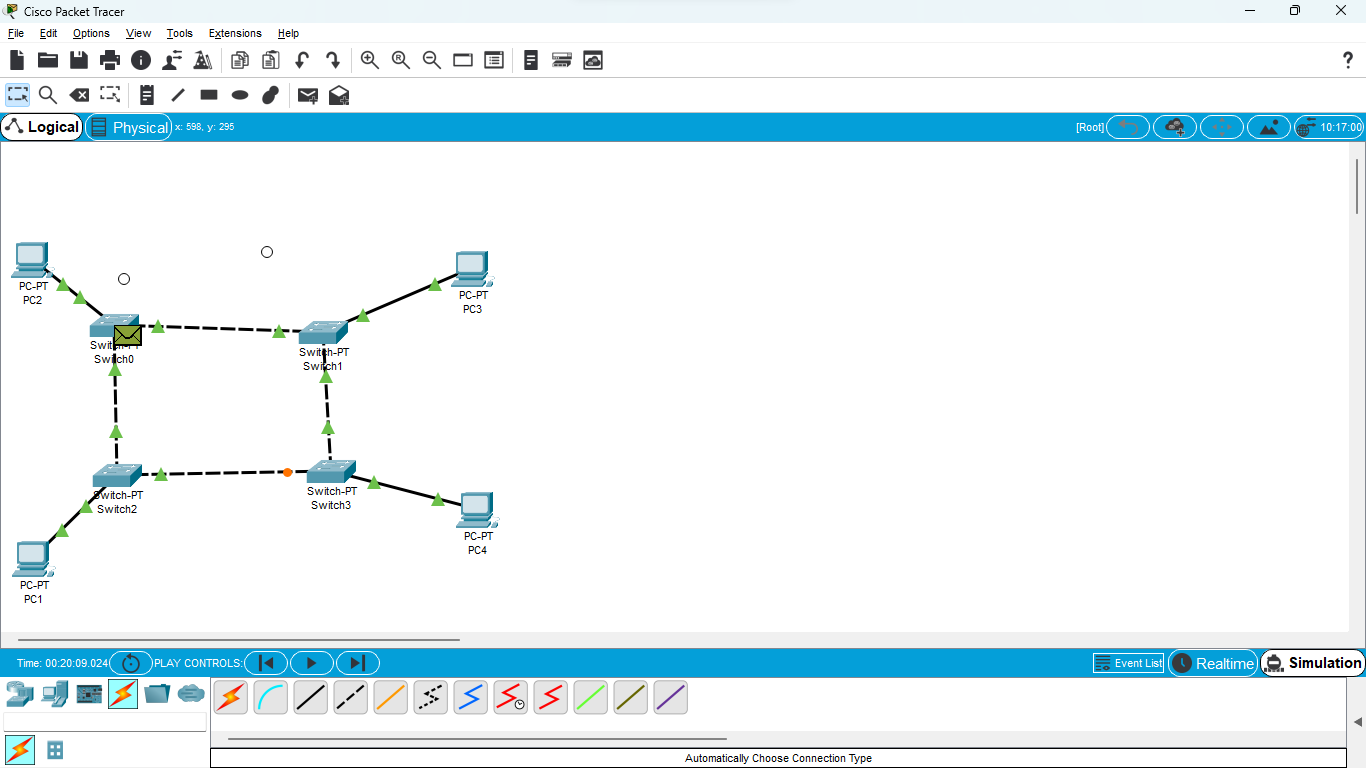 Cisco Packet Tracer
File Edit Options View Tools Extensions Help
Logical Physical x: 598, y: 295 [Root] 10:17:00
PC-PT
PC2
PC-PT
PC3
Switch-PT
Switch0
Switch-PT
Switch1
Switch-PT
Switch2
Switch-PT
Switch3
PC-PT
PC4
PC-PT
PC1
Time: 00:20:09.024 PLAY CONTROLS: Event List Realtime Simulation
Automatically Choose Connection Type